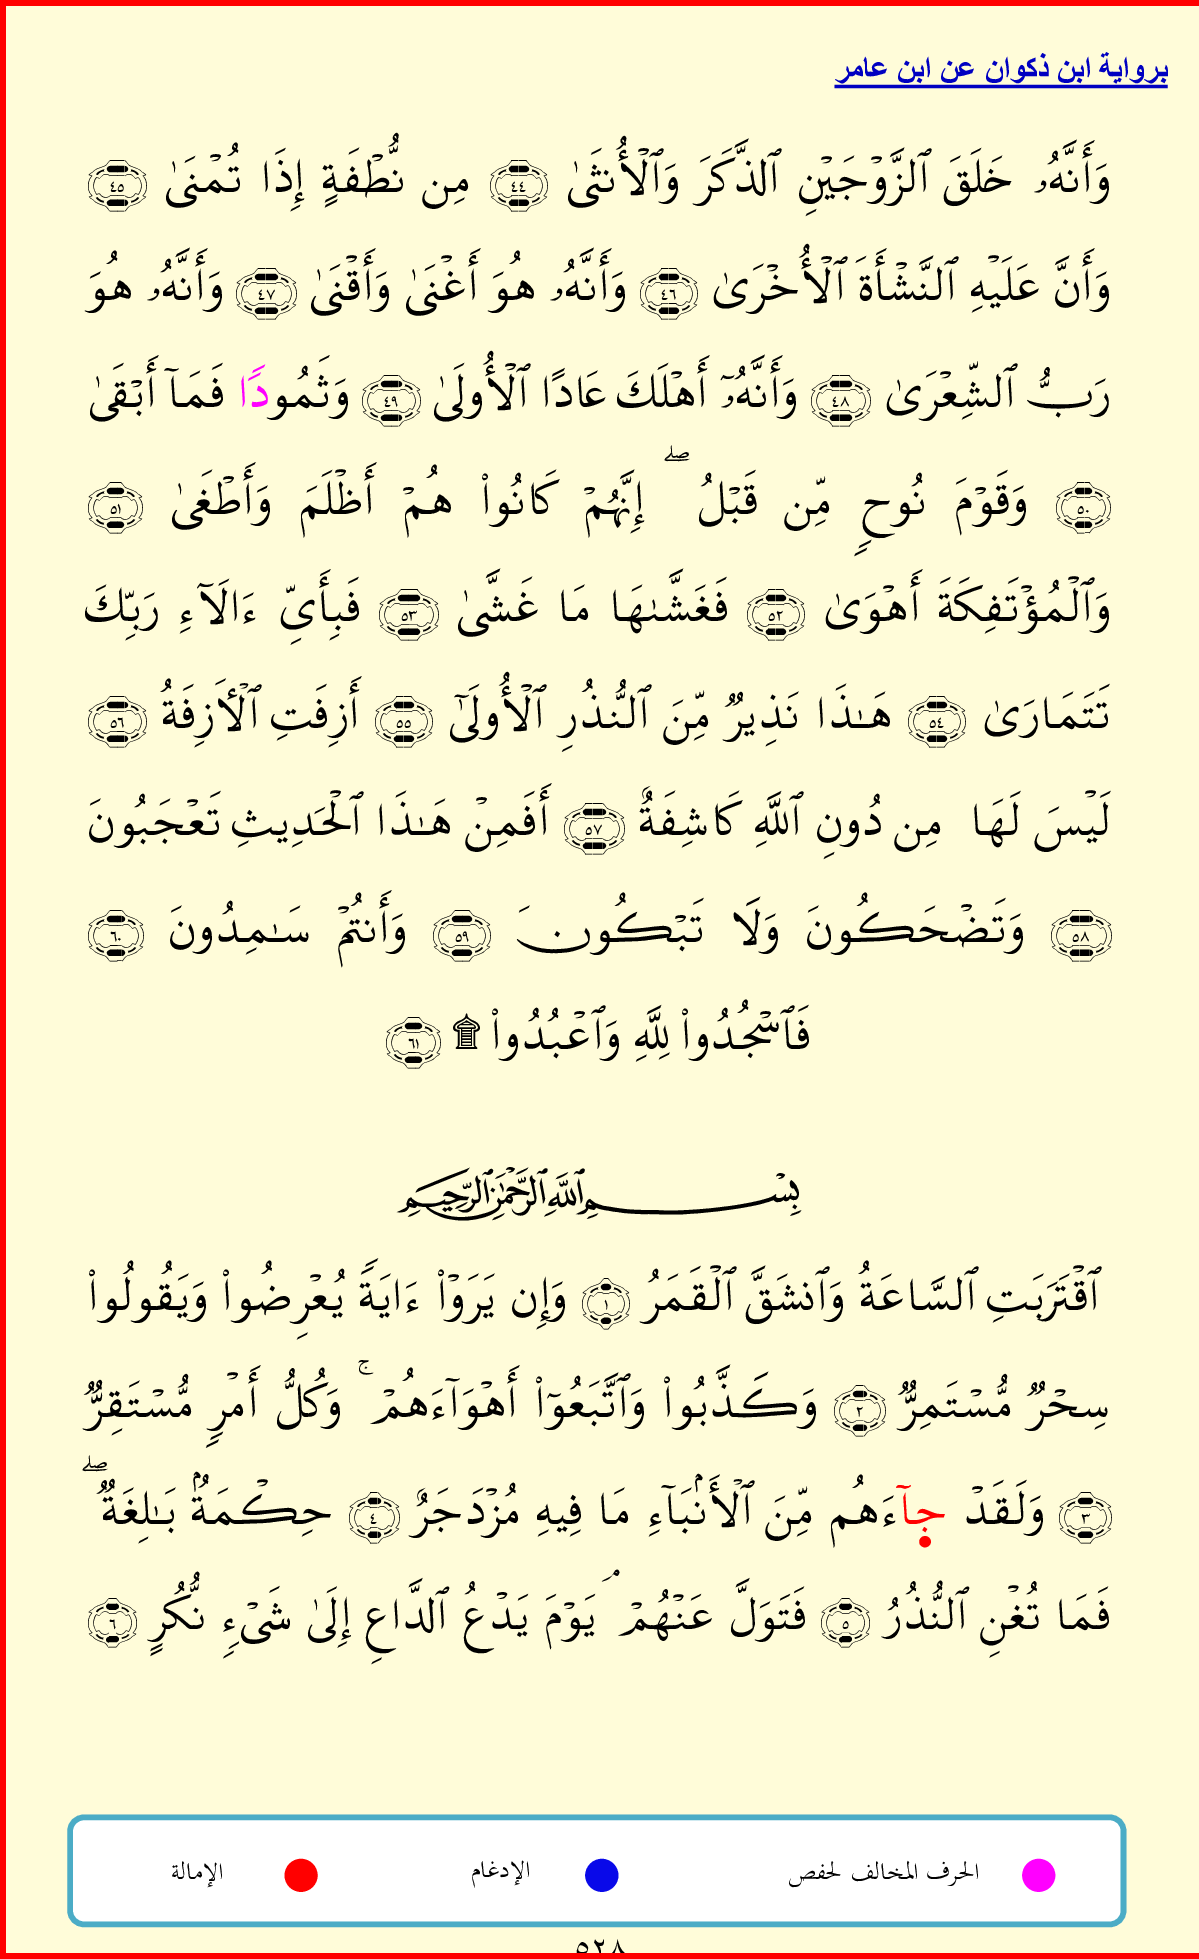 برواية ابن ذكوان عن ابن عامر
وَأَنَّهُۥ خَلَقَ ٱلزَّوۡجَيۡنِ ٱلذَّكَرَ وَٱلۡأُنثَىٰ ٤٤ مِن نُّطۡفَةٍ إِذَا تُمۡنَىٰ ٤٥
وَأَنَّ عَلَيۡهِ ٱلنَّشۡأَةَ ٱلۡأُخۡرَىٰ ٤٦ وَأَنَّهُۥ هُوَ أَغۡنَىٰ وَأَقۡنَىٰ ٤٧ وَأَنَّهُۥ هُوَ
رَبُّ ٱلشِّعۡرَىٰ ٤٨ وَأَنَّهُۥٓ أَهۡلَكَ عَادًا ٱلۡأُولَىٰ ٤٩ وَثَمُودًا فَمَآ أَبۡقَىٰ
٥٠ وَقَوۡمَ نُوحٍ مِّن قَبۡلُۖ إِنَّهُمۡ كَانُواْ هُمۡ أَظۡلَمَ وَأَطۡغَىٰ ٥١
وَٱلۡمُؤۡتَفِكَةَ أَهۡوَىٰ ٥٢ فَغَشَّىٰهَا مَا غَشَّىٰ ٥٣ فَبِأَيِّ ءَالَآءِ رَبِّكَ
تَتَمَارَىٰ ٥٤ هَٰذَا نَذِيرٌ مِّنَ ٱلنُّذُرِ ٱلۡأُولَىٰٓ ٥٥ أَزِفَتِ ٱلۡأٓزِفَةُ ٥٦
لَيۡسَ لَهَا مِن دُونِ ٱللَّهِ كَاشِفَةٌ ٥٧ أَفَمِنۡ هَٰذَا ٱلۡحَدِيثِ تَعۡجَبُونَ
٥٨ وَتَضۡحَكُونَ وَلَا تَبۡكُونَ ٥٩ وَأَنتُمۡ سَٰمِدُونَ ٦٠
فَٱسۡجُدُواْ لِلَّهِ وَٱعۡبُدُواْ ۩ ٦١
بِسۡمِ ٱللَّهِ ٱلرَّحۡمَٰنِ ٱلرَّحِيمِ
ٱقۡتَرَبَتِ ٱلسَّاعَةُ وَٱنشَقَّ ٱلۡقَمَرُ ١ وَإِن يَرَوۡاْ ءَايَةً يُعۡرِضُواْ وَيَقُولُواْ
سِحۡرٌ مُّسۡتَمِرٌّ ٢ وَكَذَّبُواْ وَٱتَّبَعُوٓاْ أَهۡوَآءَهُمۡۚ وَكُلُّ أَمۡرٍ مُّسۡتَقِرٌّ
٣ وَلَقَدۡ جَآءَهُم مِّنَ ٱلۡأَنۢبَآءِ مَا فِيهِ مُزۡدَجَرٌ ٤ حِكۡمَةُۢ بَٰلِغَةٌۖ
فَمَا تُغۡنِ ٱلنُّذُرُ ٥ فَتَوَلَّ عَنۡهُمۡۘ يَوۡمَ يَدۡعُ ٱلدَّاعِ إِلَىٰ شَيۡءٍ نُّكُرٍ ٦
الحرف المخالف لحفص الإدغام الإمالة
٥٢٨